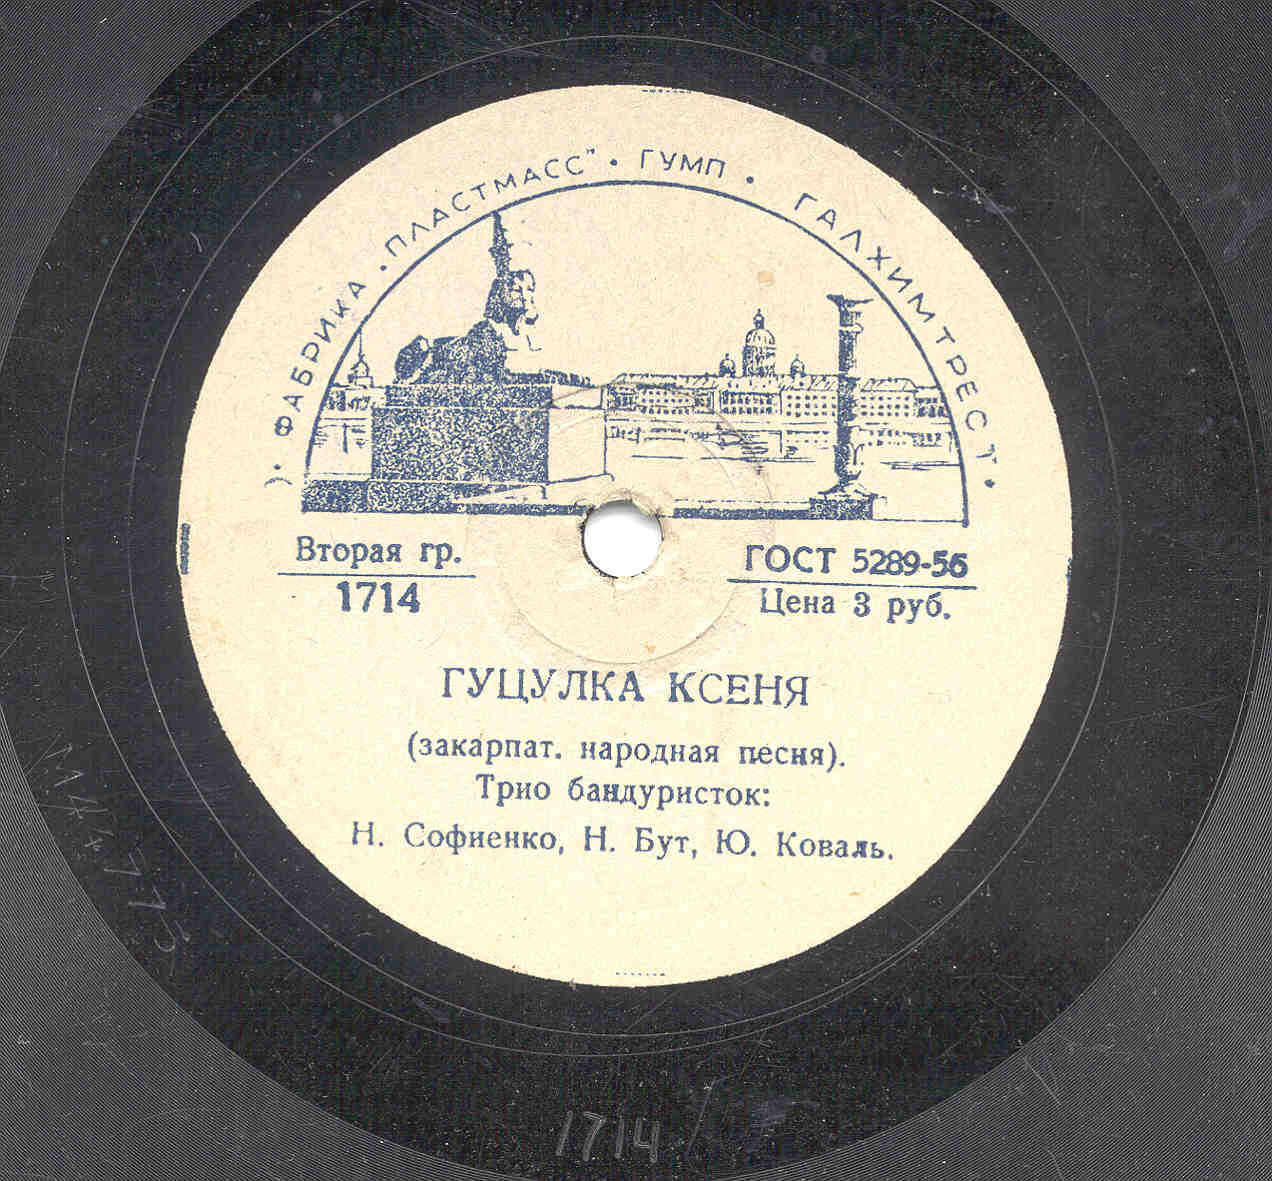 ФАБРИКА „ПЛАСТМАСС" · ГУМП · ГАЛХИМТРЕСТ ·
Вторая гр.
1714
ГОСТ 5289-56
Цена 3 руб.
ГУЦУЛКА КСЕНЯ
(закарпат. народная песня).
Трио бандуристок:
Н. Софиенко, Н. Бут, Ю. Коваль.
1714